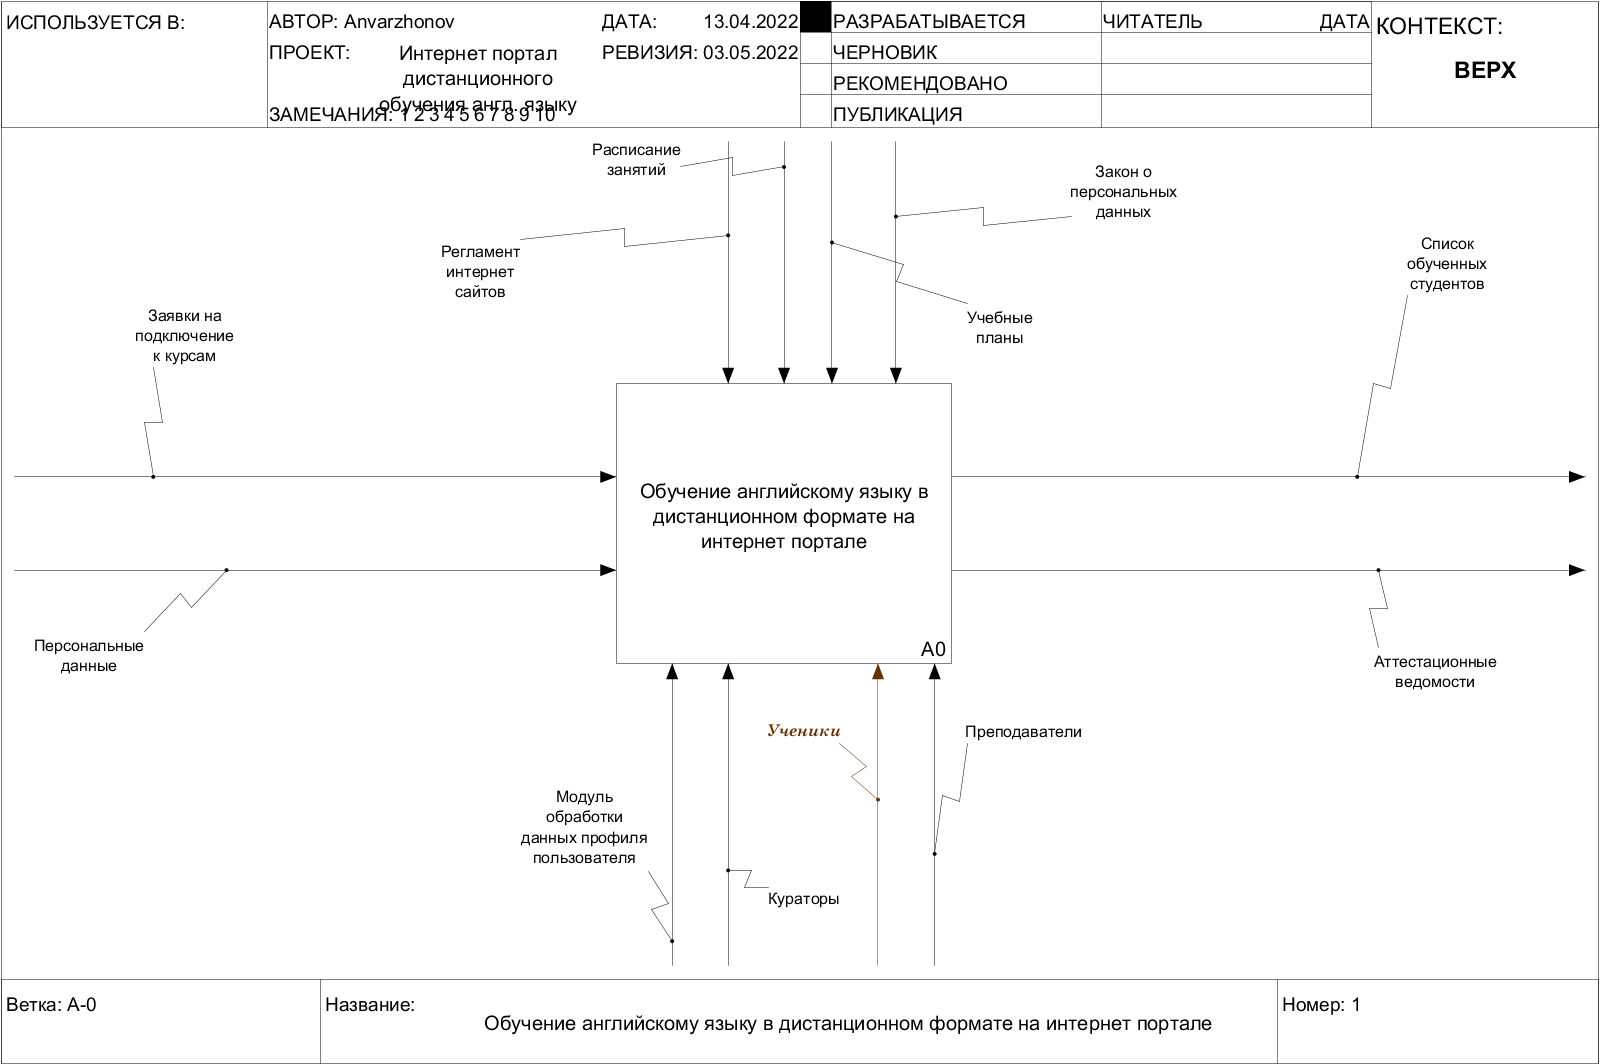 ИСПОЛЬЗУЕТСЯ В:
АВТОР: Anvarzhonov
ДАТА: 13.04.2022
ПРОЕКТ: Интернет портал
дистанционного
обучения англ. языку
РЕВИЗИЯ: 03.05.2022
ЗАМЕЧАНИЯ: 1 2 3 4 5 6 7 8 9 10
РАЗРАБАТЫВАЕТСЯ
ЧЕРНОВИК
РЕКОМЕНДОВАНО
ПУБЛИКАЦИЯ
ЧИТАТЕЛЬ
ДАТА
КОНТЕКСТ:
ВЕРХ
Расписание
занятий
Закон о
персональных
данных
Регламент
интернет
сайтов
Список
обученных
студентов
Учебные
планы
Заявки на
подключение
к курсам
Обучение английскому языку в
дистанционном формате на
интернет портале
A0
Персональные
данные
Аттестационные
ведомости
Ученики
Преподаватели
Модуль
обработки
данных профиля
пользователя
Кураторы
Ветка: A-0
Название:
Обучение английскому языку в дистанционном формате на интернет портале
Номер: 1